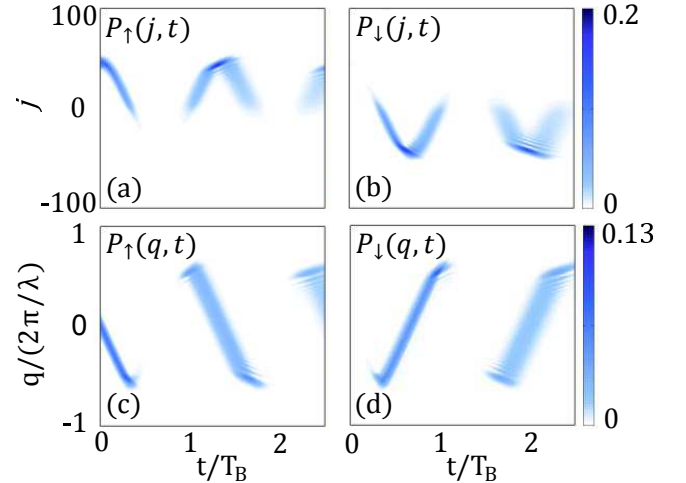 100 P↑(j, t) P↓(j, t) 0.2
j 0
-100 (a) (b) 0
1 P↑(q, t) P↓(q, t) 0.13
q/(2π/λ) 0
-1 (c) (d) 0
0 1 2 0 1 2
t/T_B t/T_B